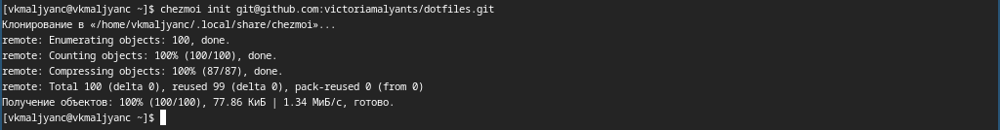 [vkmaljyanc@vkmaljyanc ~]$ chezmoi init git@github.com:victoriamalyants/dotfiles.git
Клонирование в «/home/vkmaljyanc/.local/share/chezmoi»...
remote: Enumerating objects: 100, done.
remote: Counting objects: 100% (100/100), done.
remote: Compressing objects: 100% (87/87), done.
remote: Total 100 (delta 0), reused 99 (delta 0), pack-reused 0 (from 0)
Получение объектов: 100% (100/100), 77.86 КиБ | 1.34 МиБ/с, готово.
[vkmaljyanc@vkmaljyanc ~]$